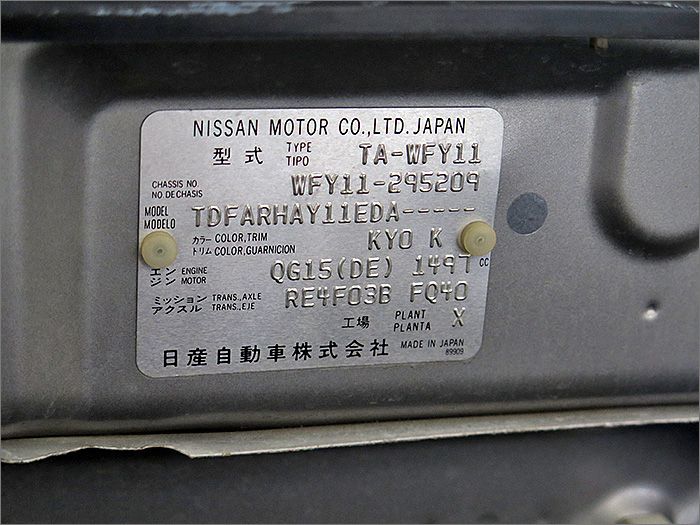 NISSAN MOTOR CO.,LTD. JAPAN
型式 TYPE TIPO TA-WFY11
CHASSIS NO. NO DE CHASIS WFY11-295209
MODEL MODELO TDFARHAY11EDA-----
カラー COLOR,TRIM トリム COLOR,GUARNICION KYO K
エンジン ENGINE MOTOR QG15(DE) 1497 CC
ミッション TRANS.,AXLE アクスル TRANS.,EJE RE4F03B FQ40
工場 PLANT PLANTA X
日産自動車株式会社 MADE IN JAPAN
89909